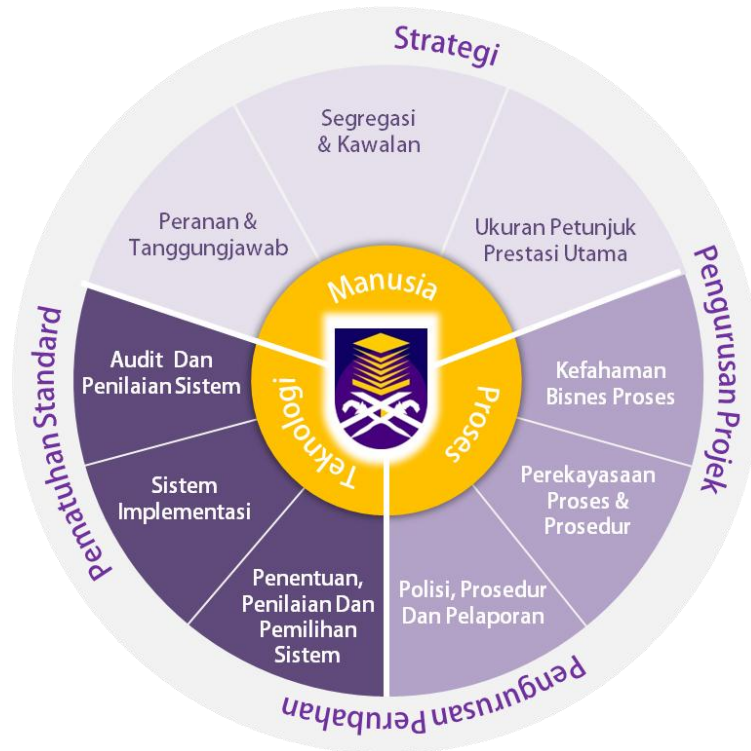 Strategi
Segregasi
& Kawalan
Peranan &
Tanggungjawab
Ukuran Petunjuk
Prestasi Utama
Manusia
Pengurusan Projek
Pematuhan Standard
Audit Dan
Penilaian Sistem
Teknologi
Proses
Kefahaman
Bisnes Proses
Sistem
Implementasi
Perekayasaan
Proses &
Prosedur
Penentuan,
Penilaian Dan
Pemilihan
Sistem
Polisi, Prosedur
Dan Pelaporan
Pengurusan Perubahan